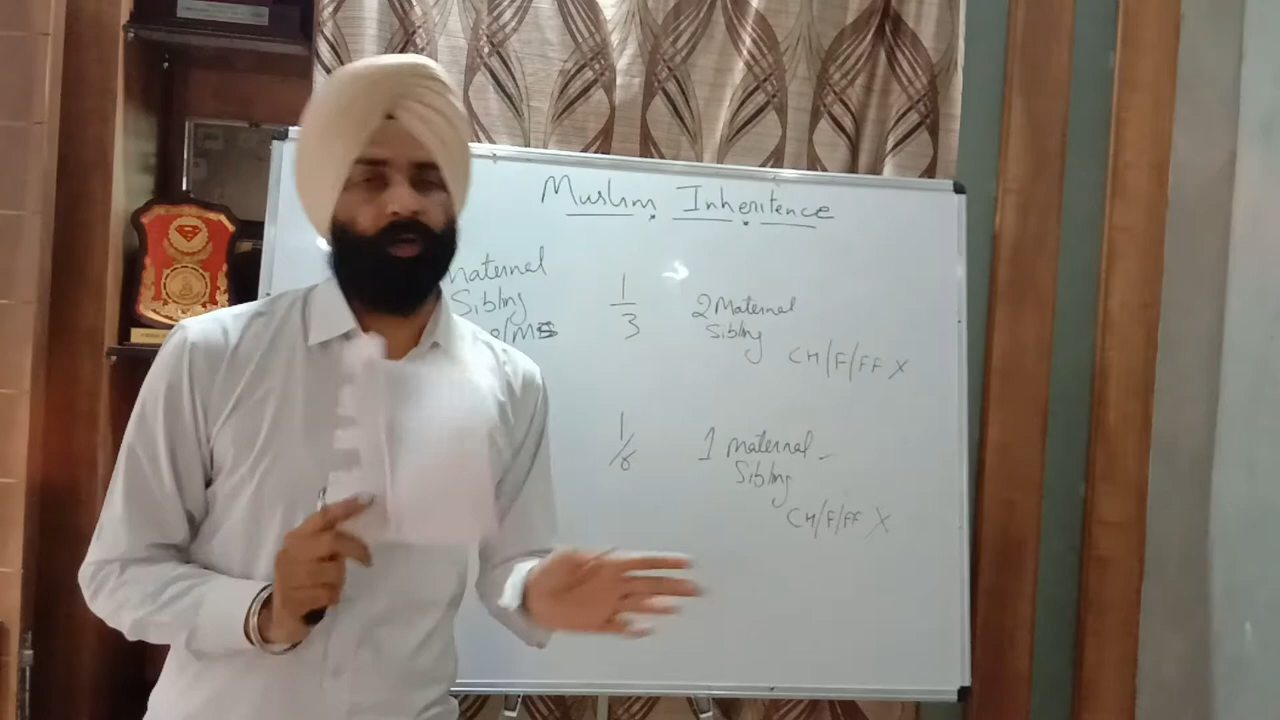 Muslim Inheritence
Maternal
Sibling
1/3
2 Maternal
Sibling
CH/F/FF X
1/6
1 maternal
Sibling
CH/F/FF X